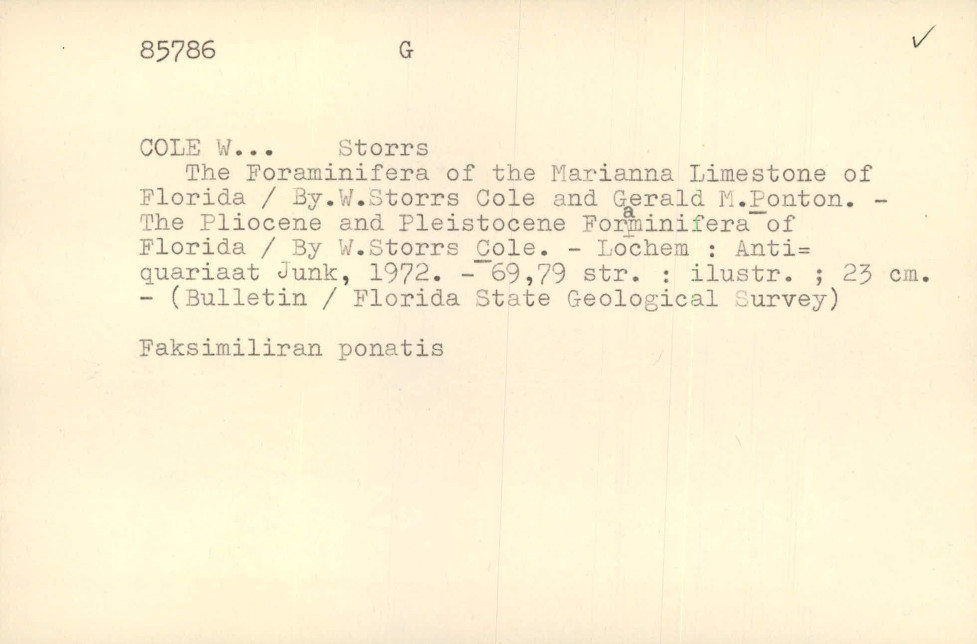 85786 G ✓
COLE W... Storrs
The Foraminifera of the Marianna Limestone of
Florida / By.W.Storrs Cole and Gerald M.Ponton. -
The Pliocene and Pleistocene Foraminifera of
Florida / By W.Storrs Cole. - Lochem : Anti=
quariaat Junk, 1972. - 69,79 str. : ilustr. ; 23 cm.
- (Bulletin / Florida State Geological Survey)
Faksimiliran ponatis